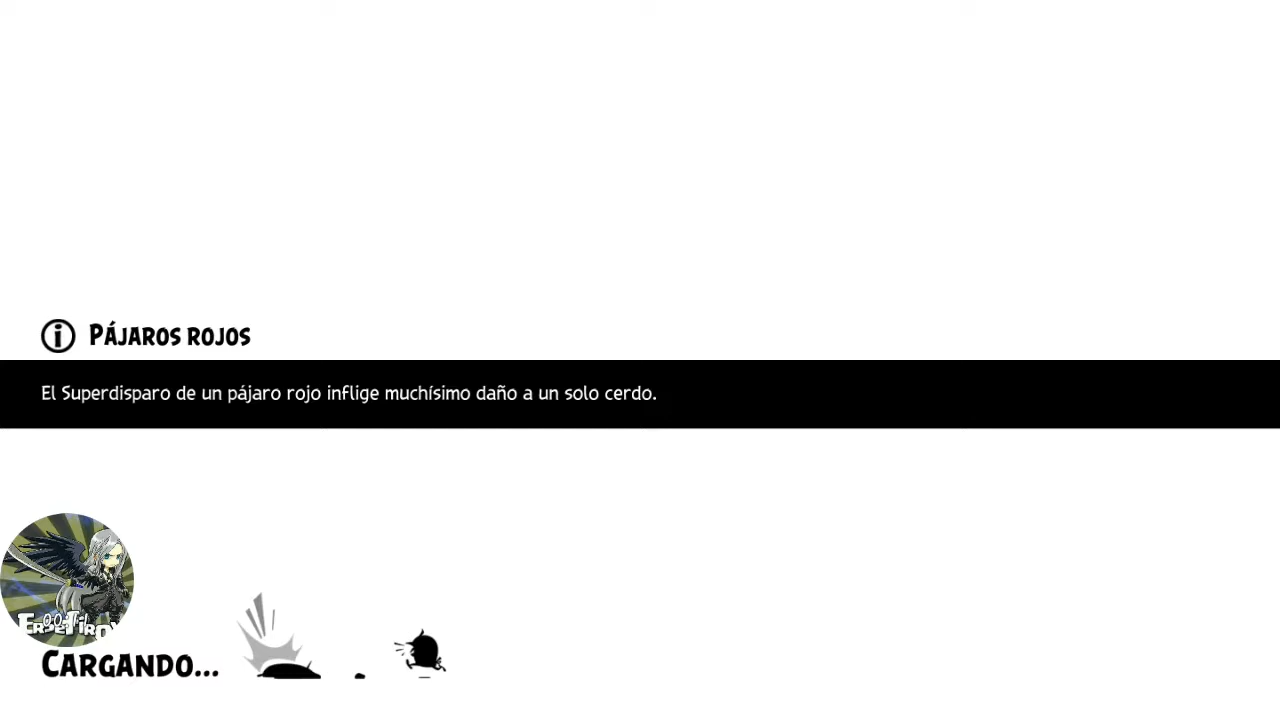 PÁJAROS ROJOS
El Superdisparo de un pájaro rojo inflige muchísimo daño a un solo cerdo.
CARGANDO...